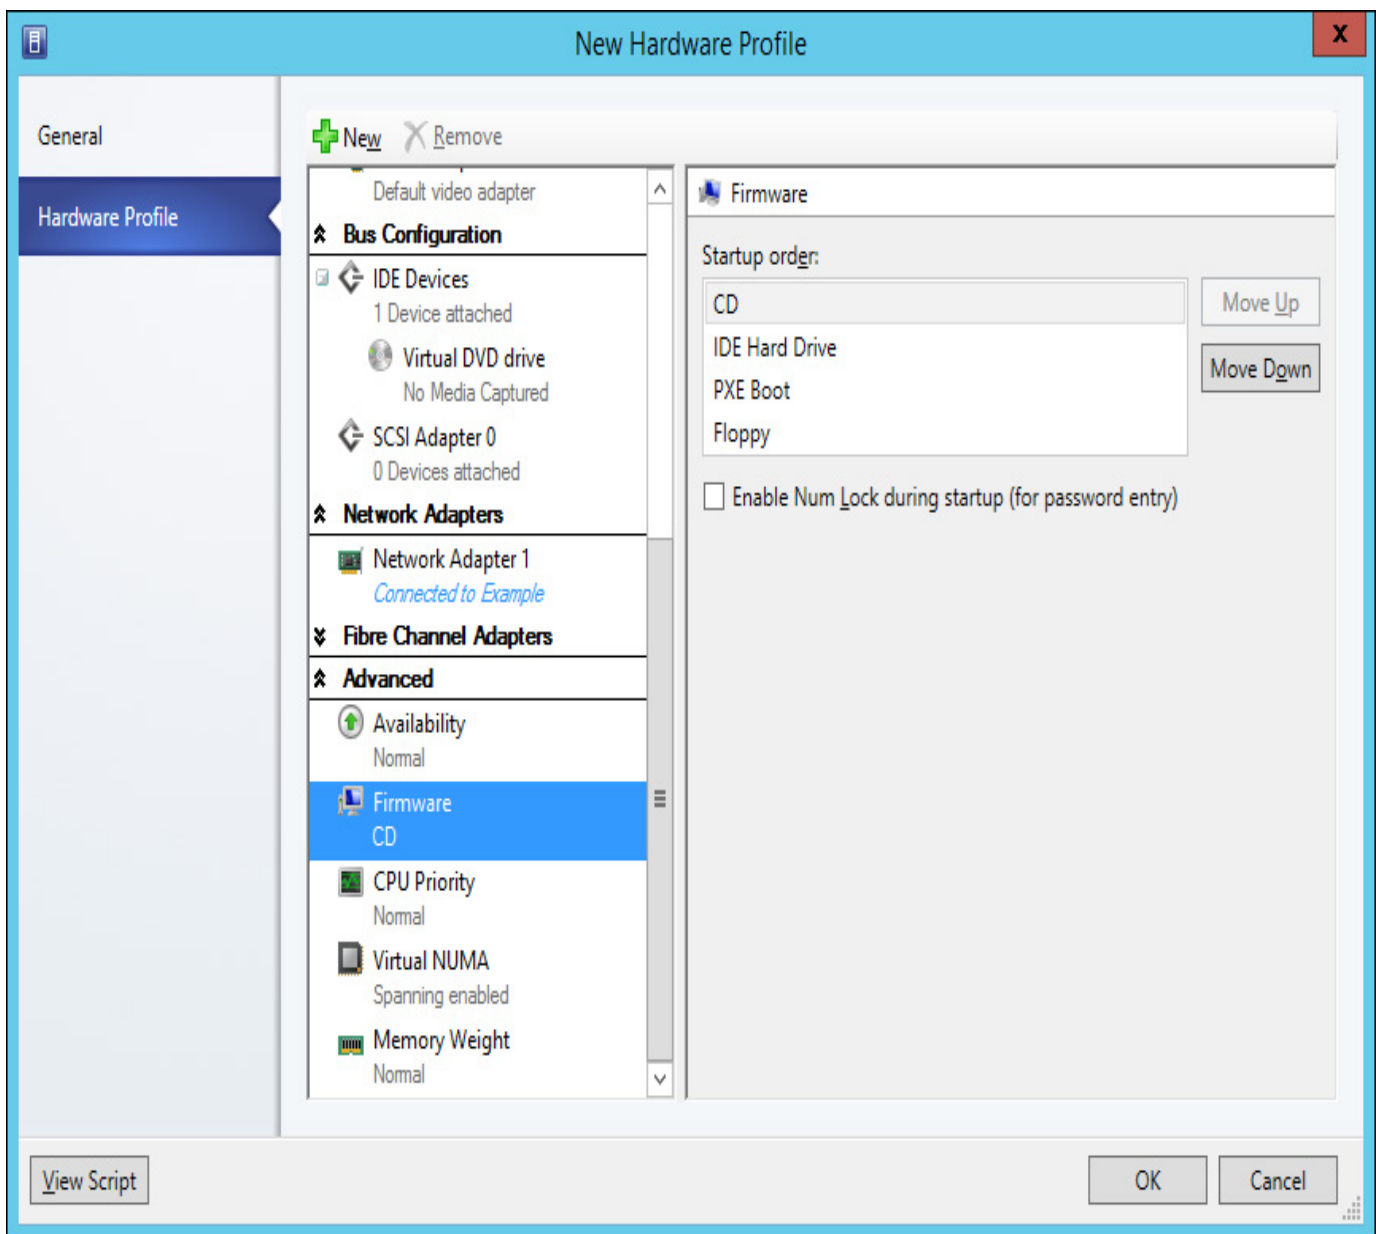 New Hardware Profile
X
General
Hardware Profile
New Remove
Default video adapter
Bus Configuration
IDE Devices
1 Device attached
Virtual DVD drive
No Media Captured
SCSI Adapter 0
0 Devices attached
Network Adapters
Network Adapter 1
Connected to Example
Fibre Channel Adapters
Advanced
Availability
Normal
Firmware
CD
CPU Priority
Normal
Virtual NUMA
Spanning enabled
Memory Weight
Normal
Firmware
Startup order:
CD
IDE Hard Drive
PXE Boot
Floppy
Move Up
Move Down
Enable Num Lock during startup (for password entry)
View Script
OK
Cancel